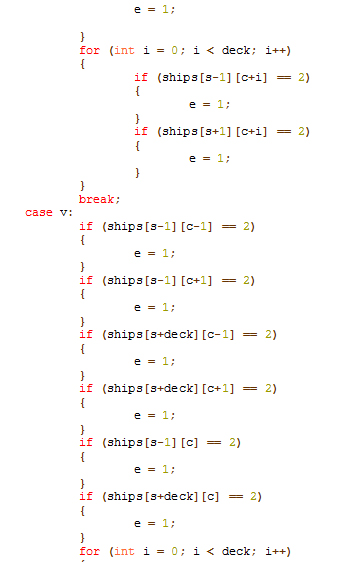 e = 1;
}
for (int i = 0; i < deck; i++)
{
if (ships[s-1][c+i] == 2)
{
e = 1;
}
if (ships[s+1][c+i] == 2)
{
e = 1;
}
}
break;
case v:
if (ships[s-1][c-1] == 2)
{
e = 1;
}
if (ships[s-1][c+1] == 2)
{
e = 1;
}
if (ships[s+deck][c-1] == 2)
{
e = 1;
}
if (ships[s+deck][c+1] == 2)
{
e = 1;
}
if (ships[s-1][c] == 2)
{
e = 1;
}
if (ships[s+deck][c] == 2)
{
e = 1;
}
for (int i = 0; i < deck; i++)